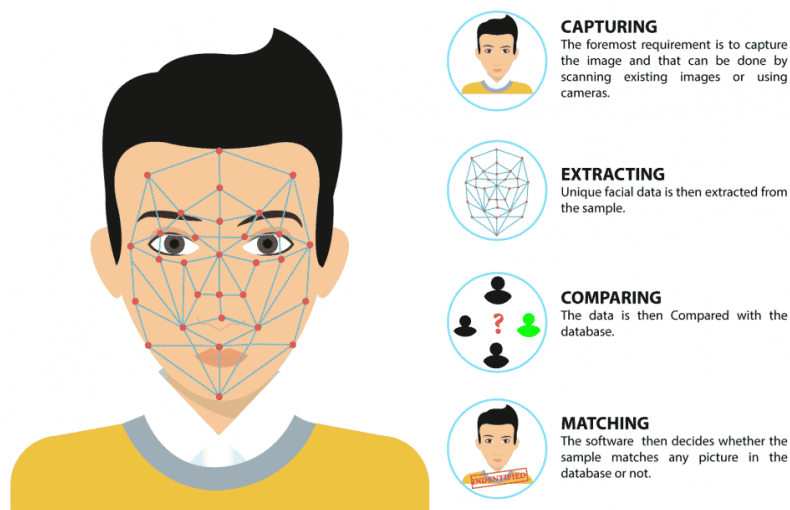 CAPTURING
The foremost requirement is to capture
the image and that can be done by
scanning existing images or using
cameras.
EXTRACTING
Unique facial data is then extracted from
the sample.
?
COMPARING
The data is then Compared with the
database.
MATCHING
The software then decides whether the
sample matches any picture in the
database or not.
INDENTIFIED